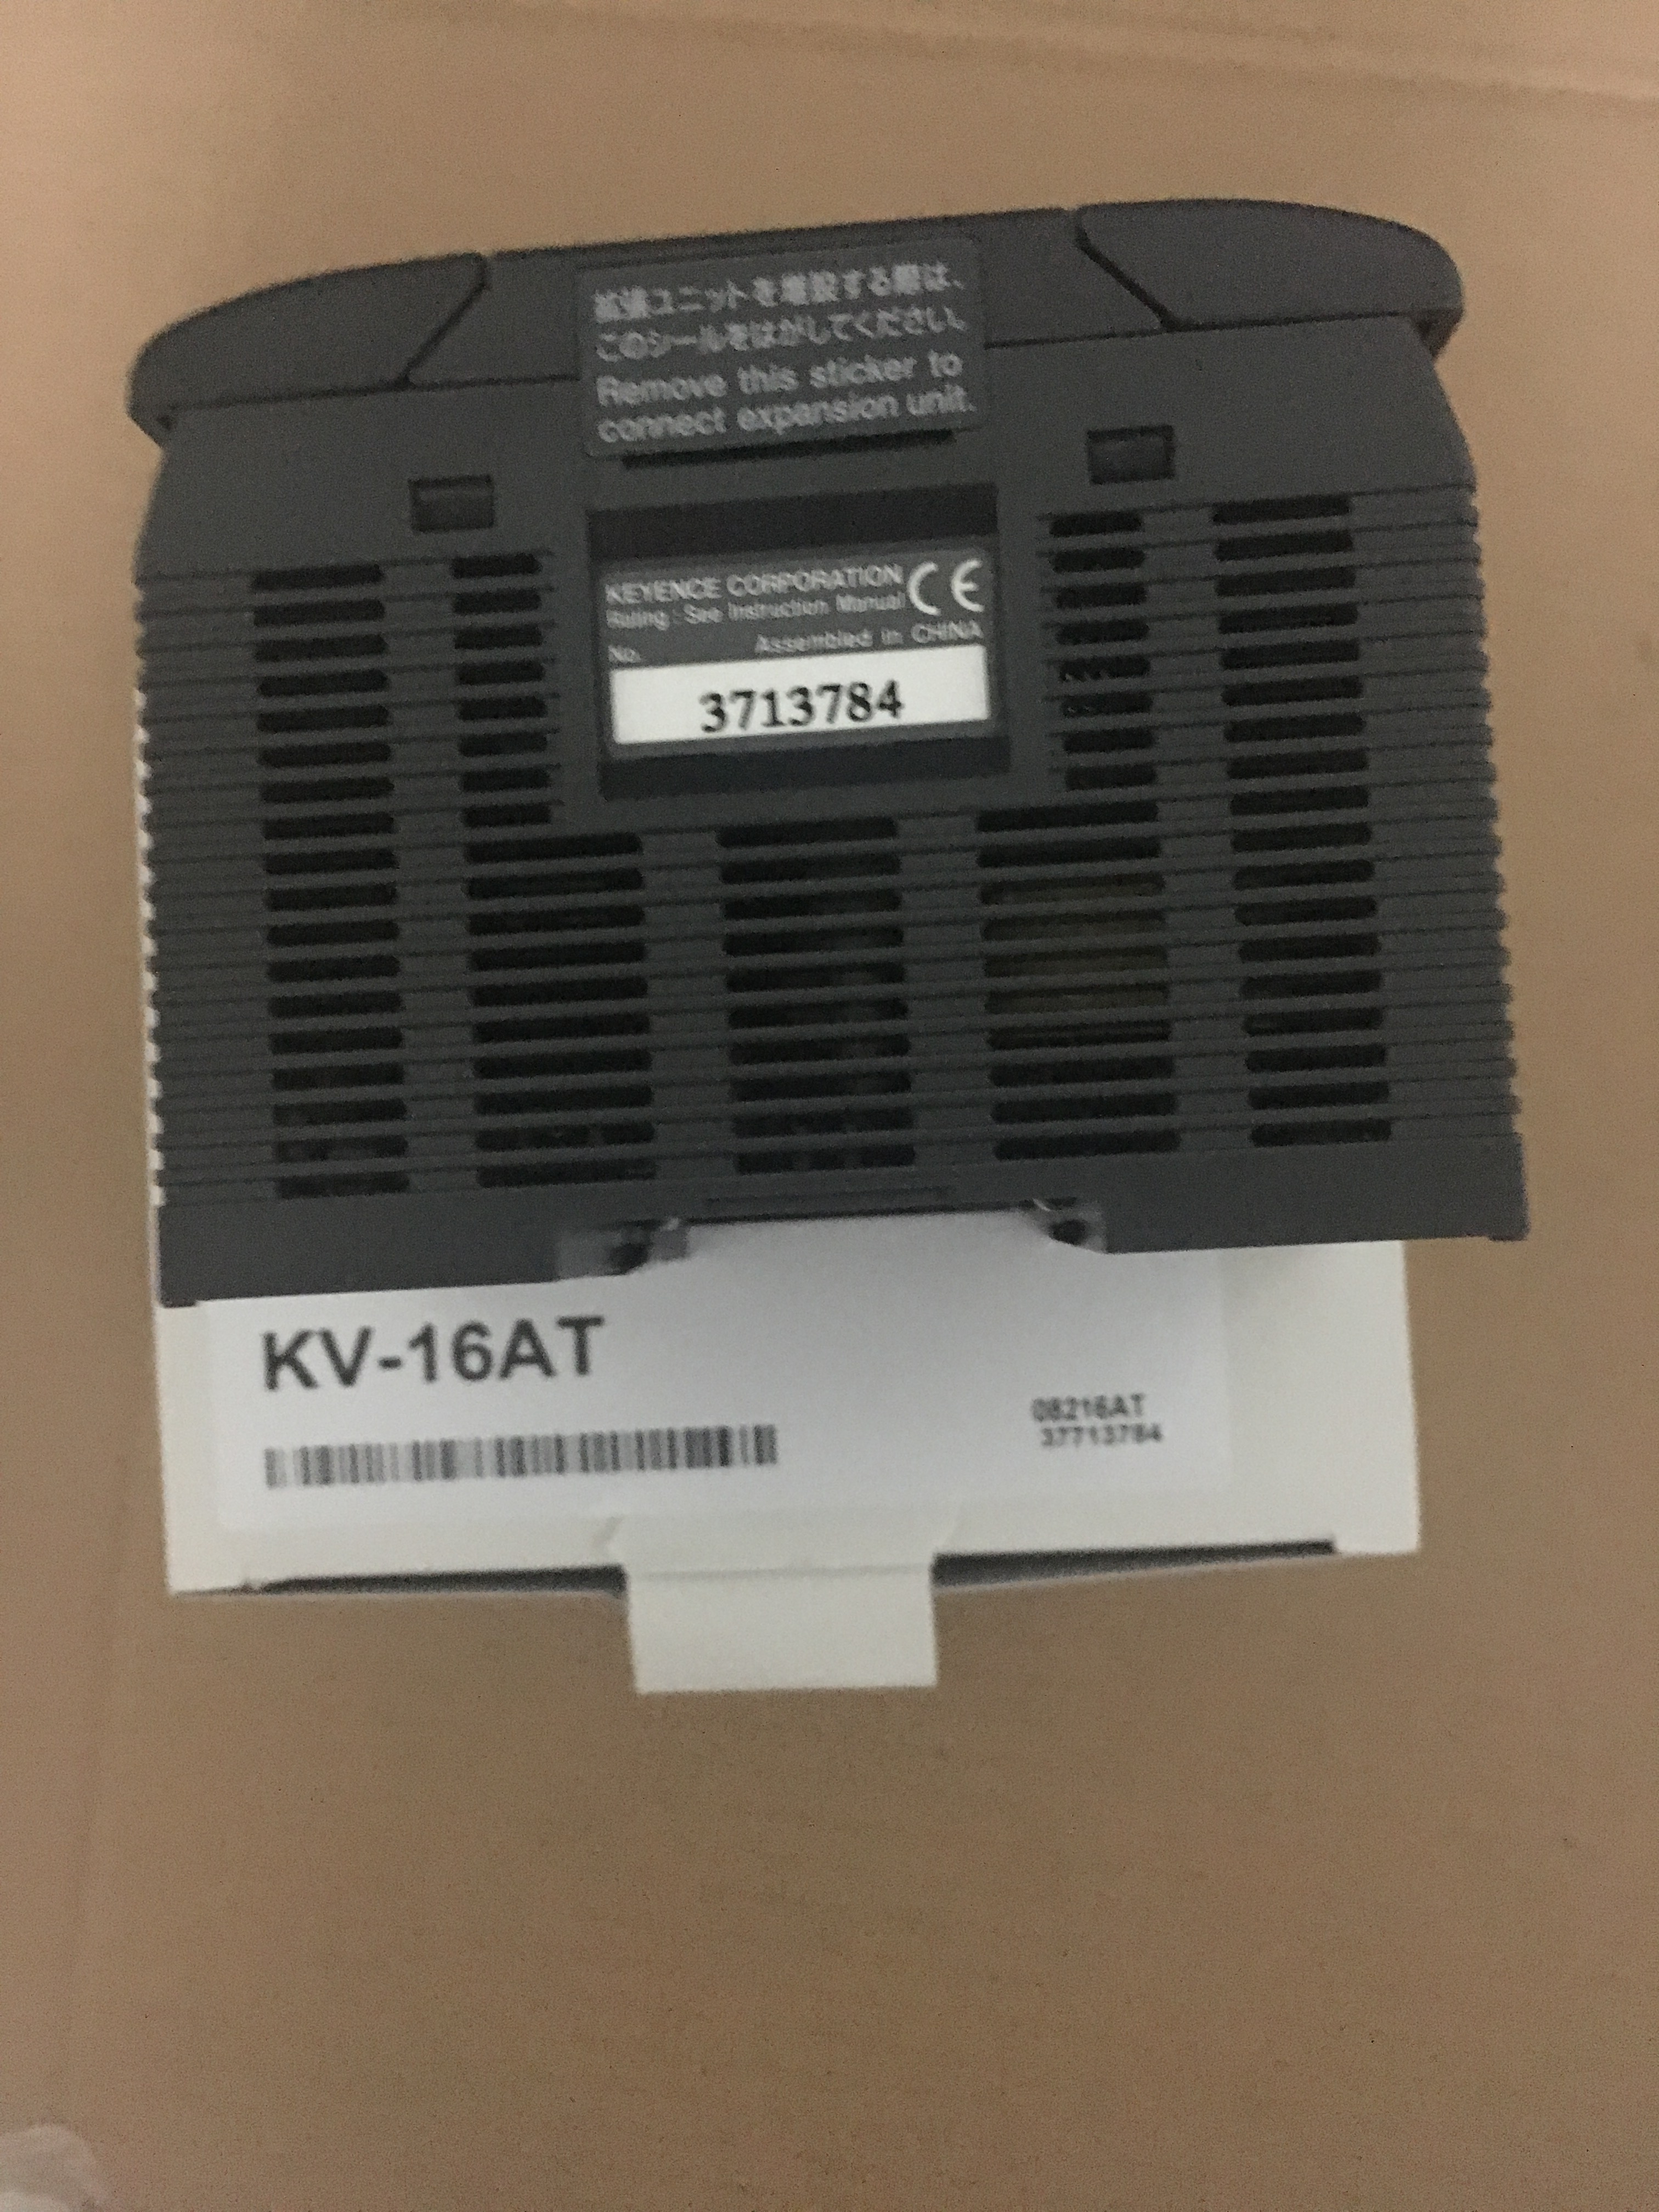 拡張ユニットを増設する際は、
このシールをはがしてください。
Remove this sticker to
connect expansion unit.
KEYENCE CORPORATION
CE
Rating : See Instruction Manual
No.
Assembled in CHINA
3713784
KV-16AT
08216AT
37713784